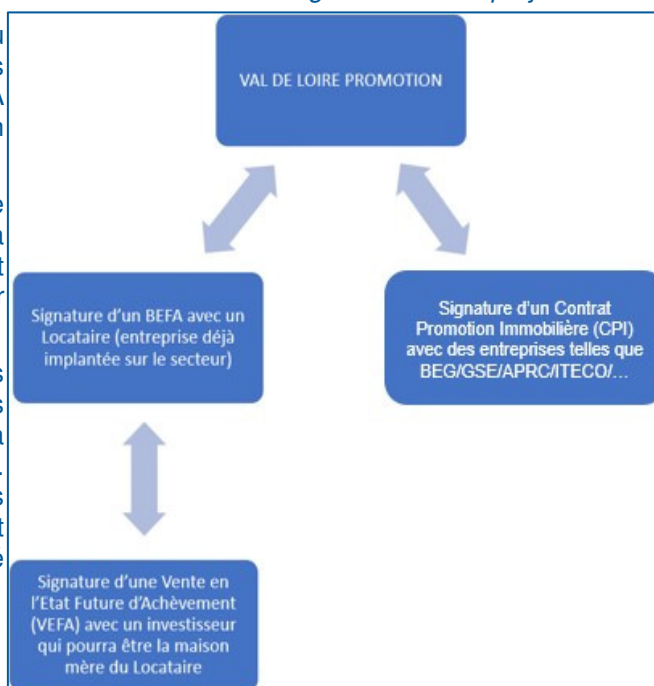 VAL DE LOIRE PROMOTION
Signature d'un BEFA avec un
Locataire (entreprise déjà
implantée sur le secteur)
Signature d'un Contrat
Promotion Immobilière (CPI)
avec des entreprises telles que
BEG/GSE/APRC/ITECO/...
Signature d'une Vente en
l'Etat Future d'Achèvement
(VEFA) avec un investisseur
qui pourra être la maison
mère du Locataire